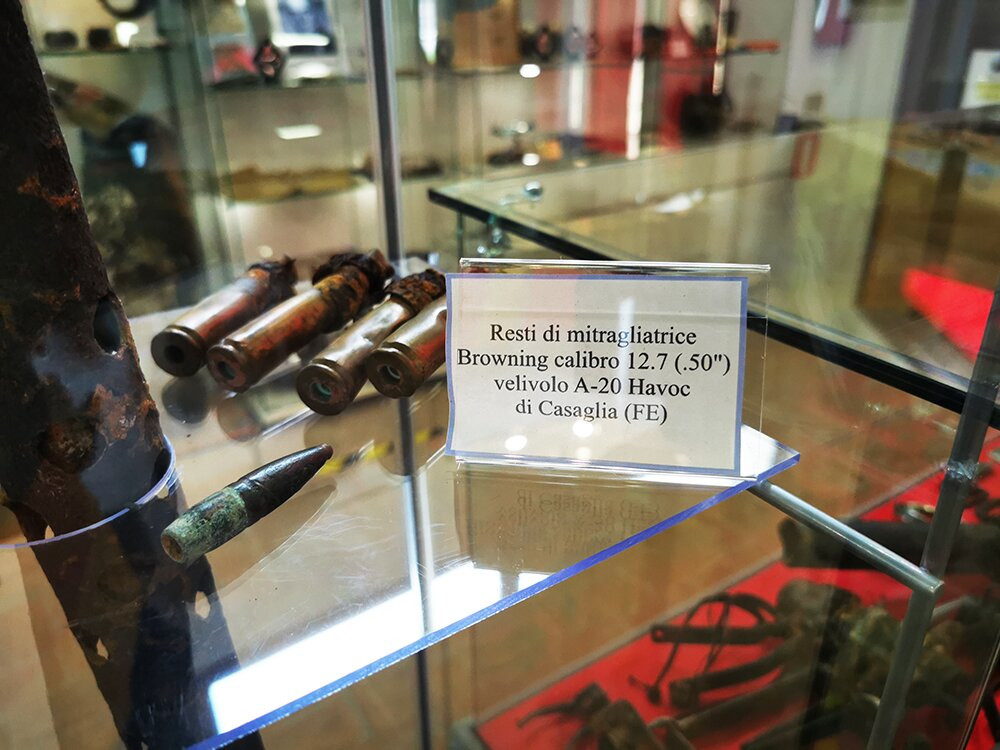 Resti di mitragliatrice
Browning calibro 12.7 (.50")
velivolo A-20 Havoc
di Casaglia (FE)